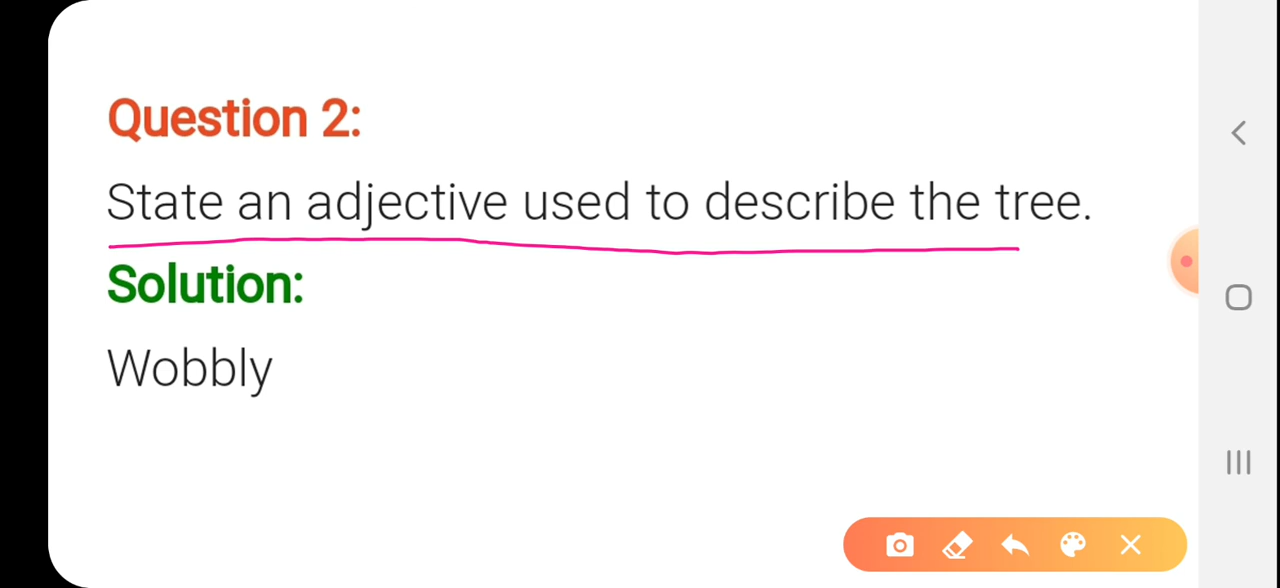 Question 2:
State an adjective used to describe the tree.
Solution:
Wobbly